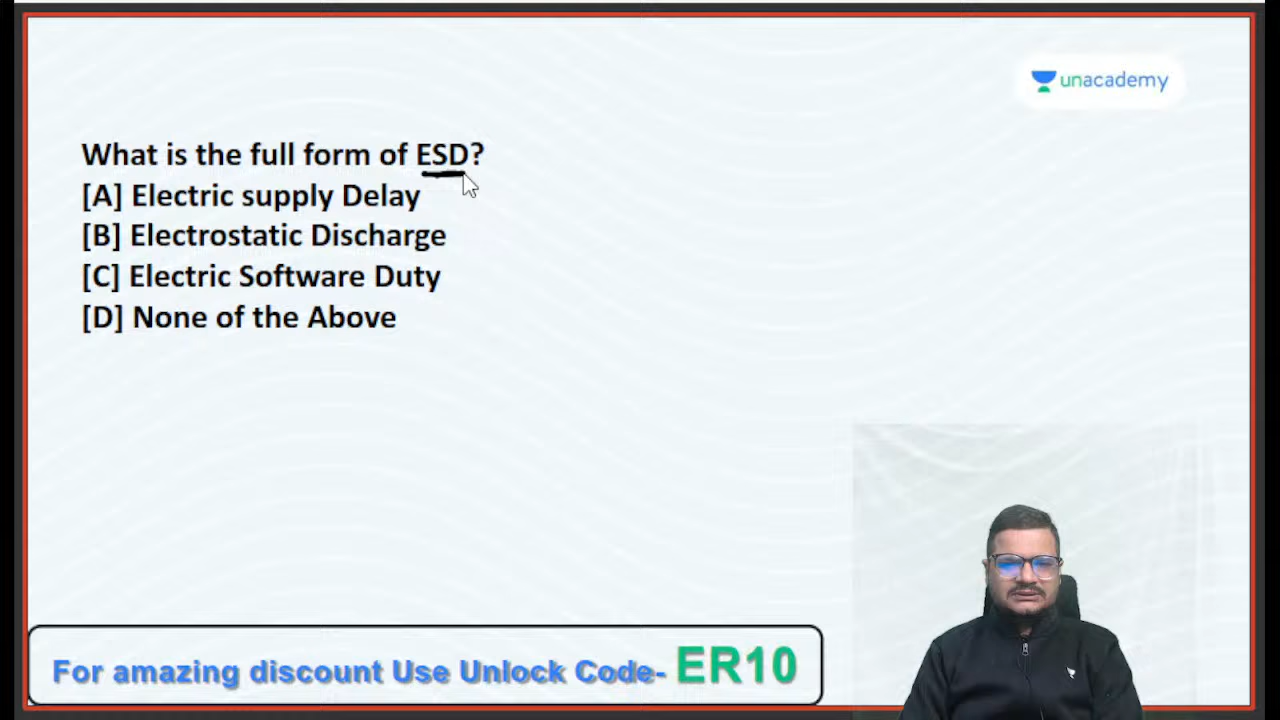 unacademy
What is the full form of ESD?
[A] Electric supply Delay
[B] Electrostatic Discharge
[C] Electric Software Duty
[D] None of the Above
For amazing discount Use Unlock Code- ER10